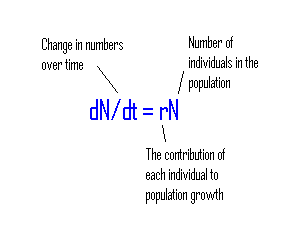 Change in numbers
over time
Number of
individuals in the
population
dN/dt = rN
The contribution of
each individual to
population growth